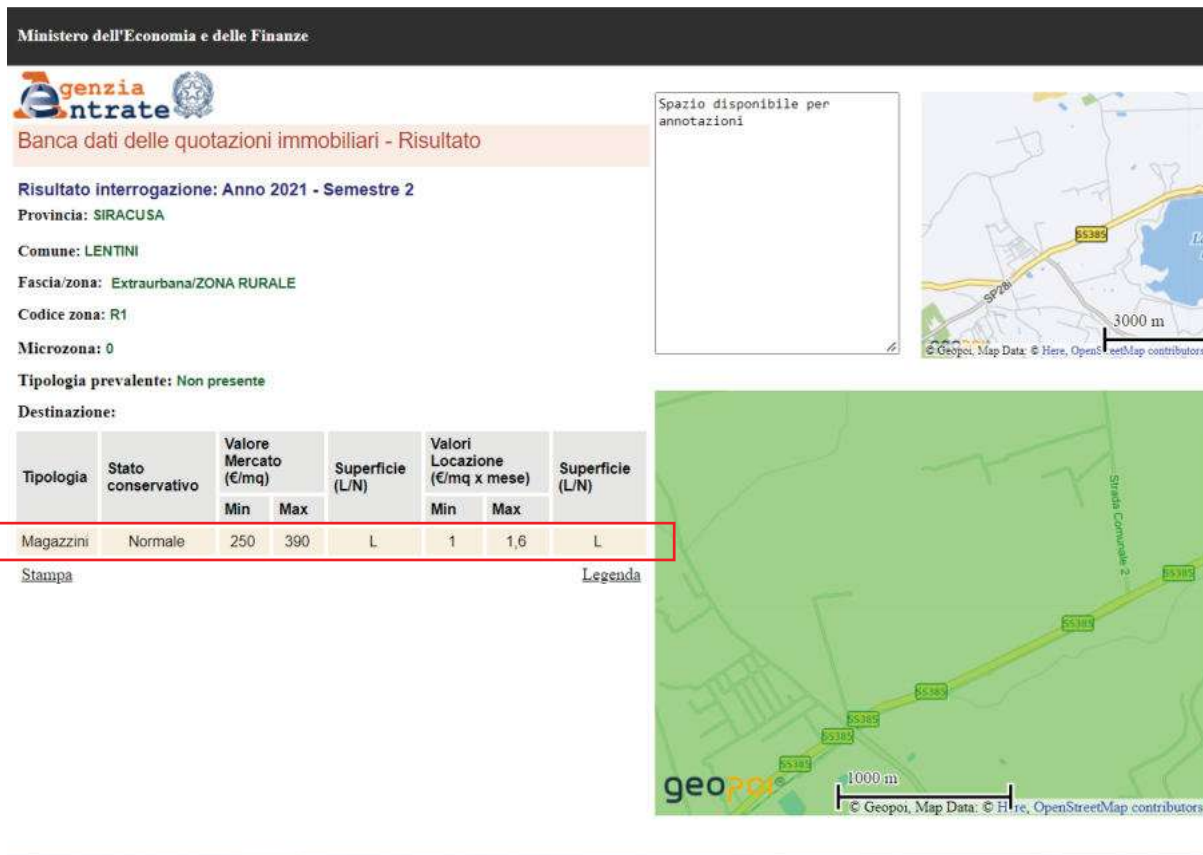 Ministero dell'Economia e delle Finanze
Agenzia
Entrate
Banca dati delle quotazioni immobiliari - Risultato
Risultato interrogazione: Anno 2021 - Semestre 2
Provincia: SIRACUSA
Comune: LENTINI
Fascia/zona: Extraurbana/ZONA RURALE
Codice zona: R1
Microzona: 0
Tipologia prevalente: Non presente
Destinazione:
Tipologia Stato conservativo Valore Mercato (€/mq) Superficie (L/N) Valori Locazione (€/mq x mese) Superficie (L/N)
Min Max Min Max
Magazzini Normale 250 390 L 1 1,6 L
Stampa Legenda
Spazio disponibile per
annotazioni
SS385
SP28i
3000 m
© Geopoi, Map Data: © Here, OpenStreetMap contributors
Strada Comunale 2
SS385
SS385
SS385
SS385
SS385
SS385
geopoi
1000 m
© Geopoi, Map Data: © Here, OpenStreetMap contributors